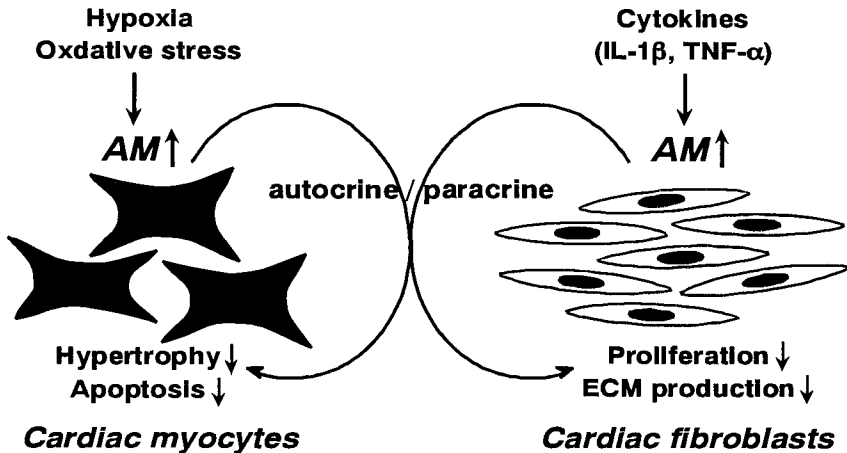 Hypoxia
Oxdative stress
AM↑
Hypertrophy↓
Apoptosis↓
Cardiac myocytes
autocrine / paracrine
Cytokines
(IL-1β, TNF-α)
AM↑
Proliferation↓
ECM production↓
Cardiac fibroblasts